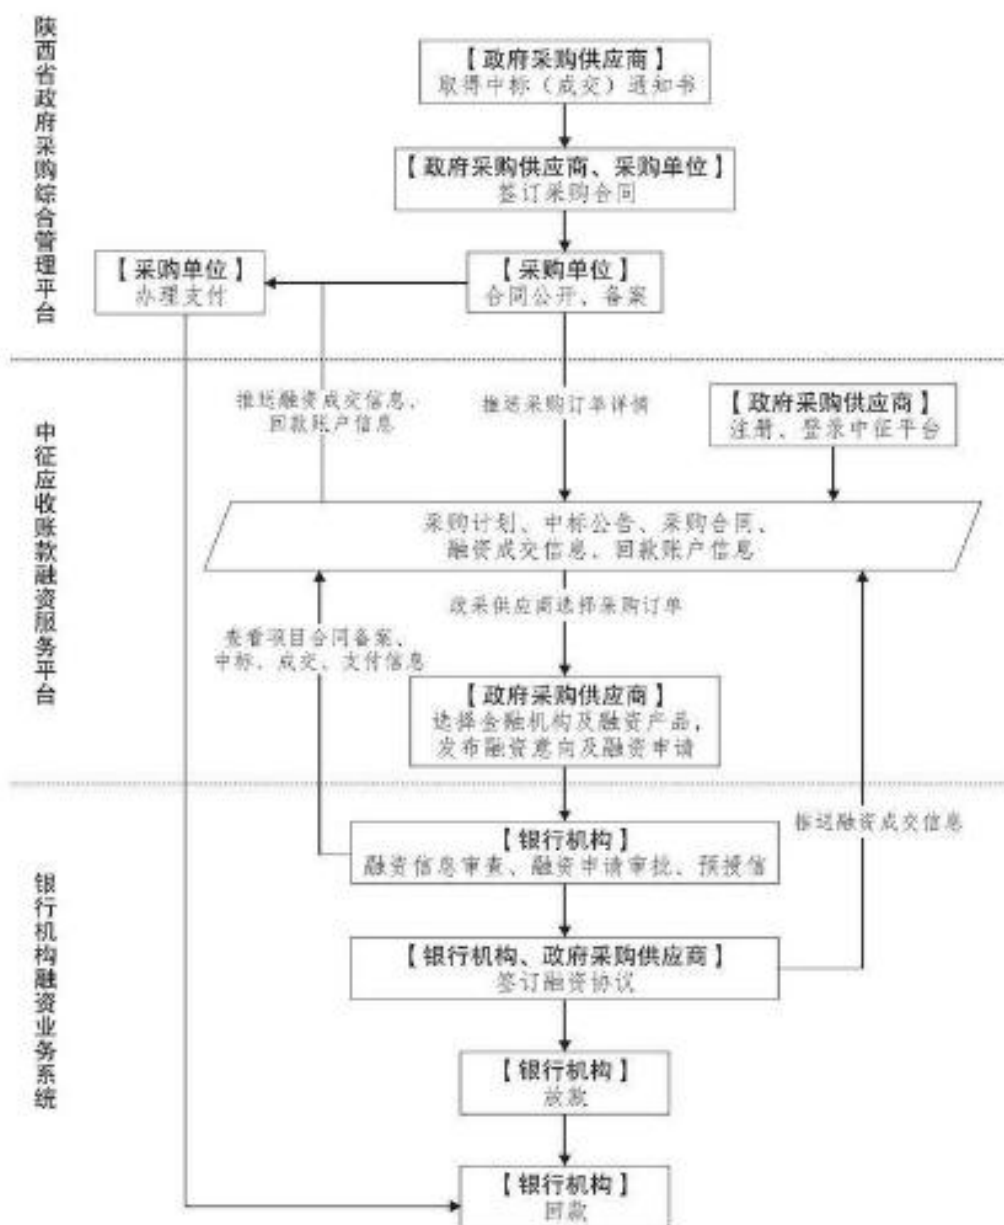 陕西省政府采购综合管理平台
【政府采购供应商】
取得中标（成交）通知书
【政府采购供应商、采购单位】
签订采购合同
【采购单位】
办理支付
【采购单位】
合同公开、备案
中征应收账款融资服务平台
推送融资成交信息、
回款账户信息
推送采购订单详情
【政府采购供应商】
注册、登录中征平台
采购计划、中标公告、采购合同、
融资成交信息、回款账户信息
政采供应商选择采购订单
查看项目合同备案、
中标、成交、支付信息
【政府采购供应商】
选择金融机构及融资产品，
发布融资意向及融资申请
银行机构融资业务系统
推送融资成交信息
【银行机构】
融资信息审查、融资申请审批、预授信
【银行机构、政府采购供应商】
签订融资协议
【银行机构】
放款
【银行机构】
回款